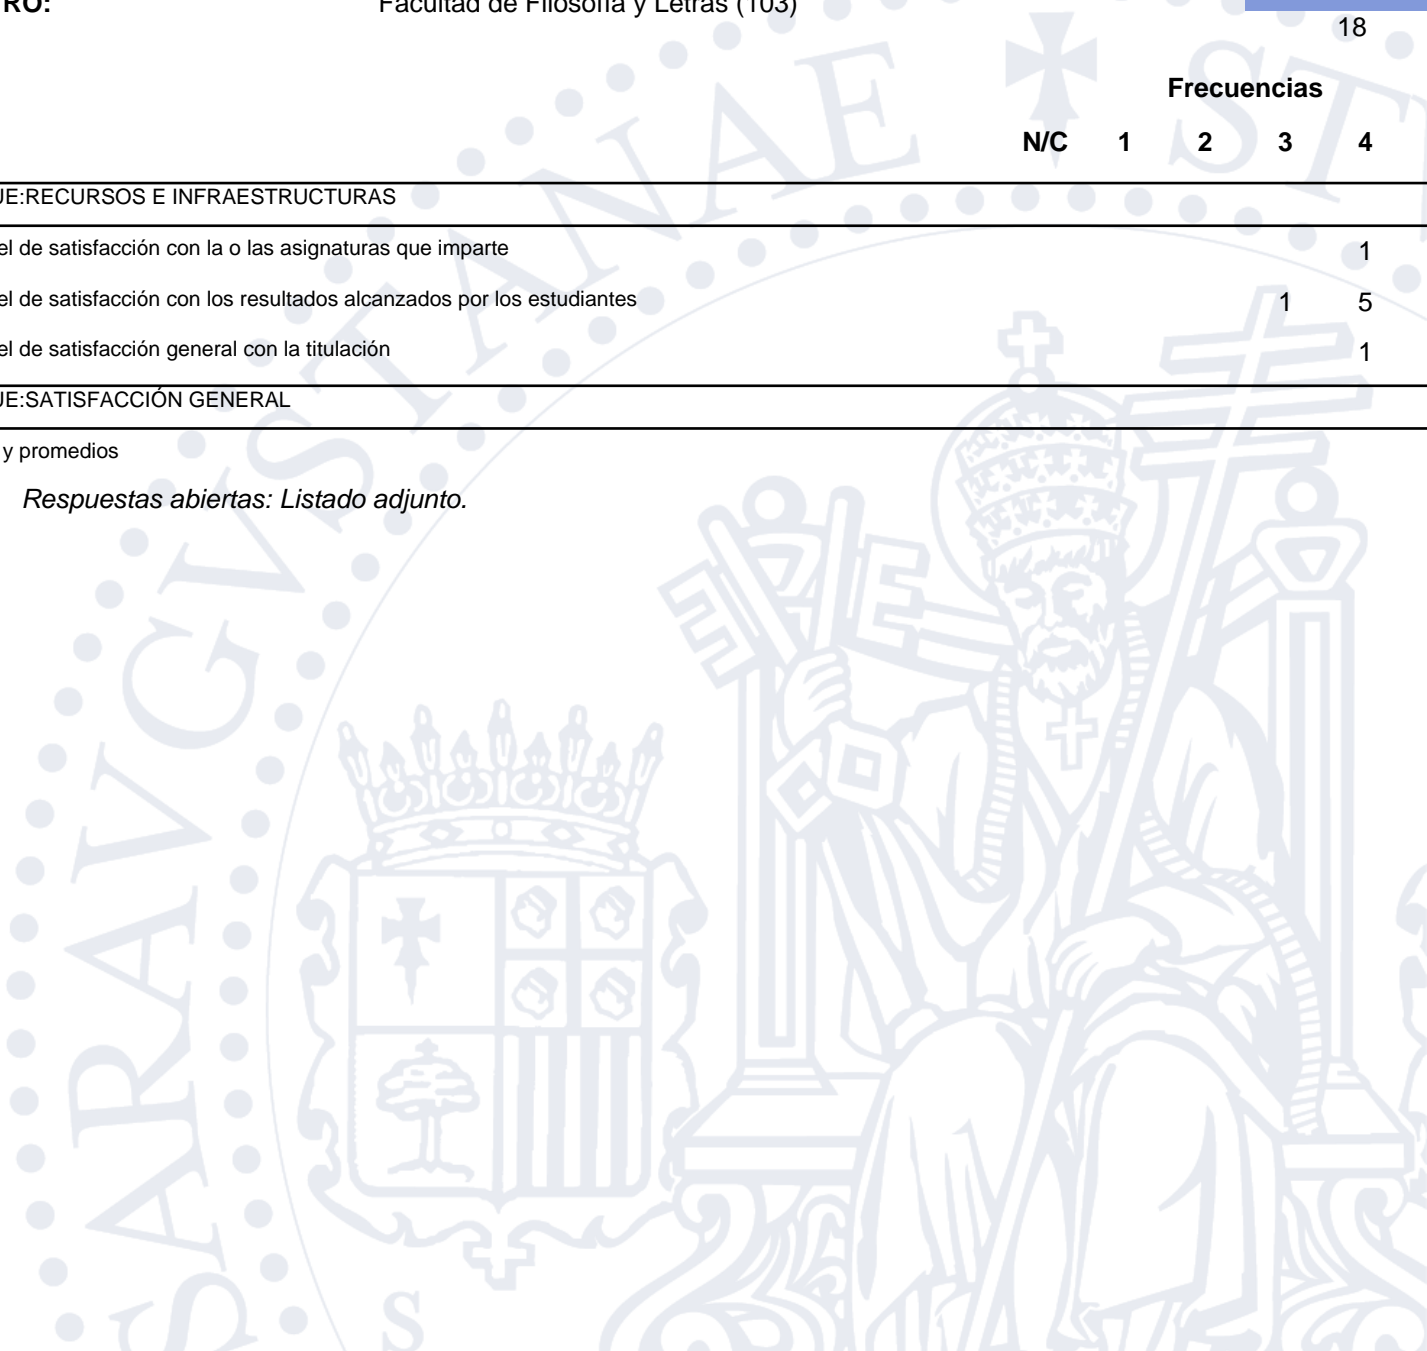 RO: Facultad de Filosofía y Letras (103)
18
Frecuencias
N/C 1 2 3 4
UE:RECURSOS E INFRAESTRUCTURAS
el de satisfacción con la o las asignaturas que imparte 1
el de satisfacción con los resultados alcanzados por los estudiantes 1 5
el de satisfacción general con la titulación 1
UE:SATISFACCIÓN GENERAL
y promedios
Respuestas abiertas: Listado adjunto.